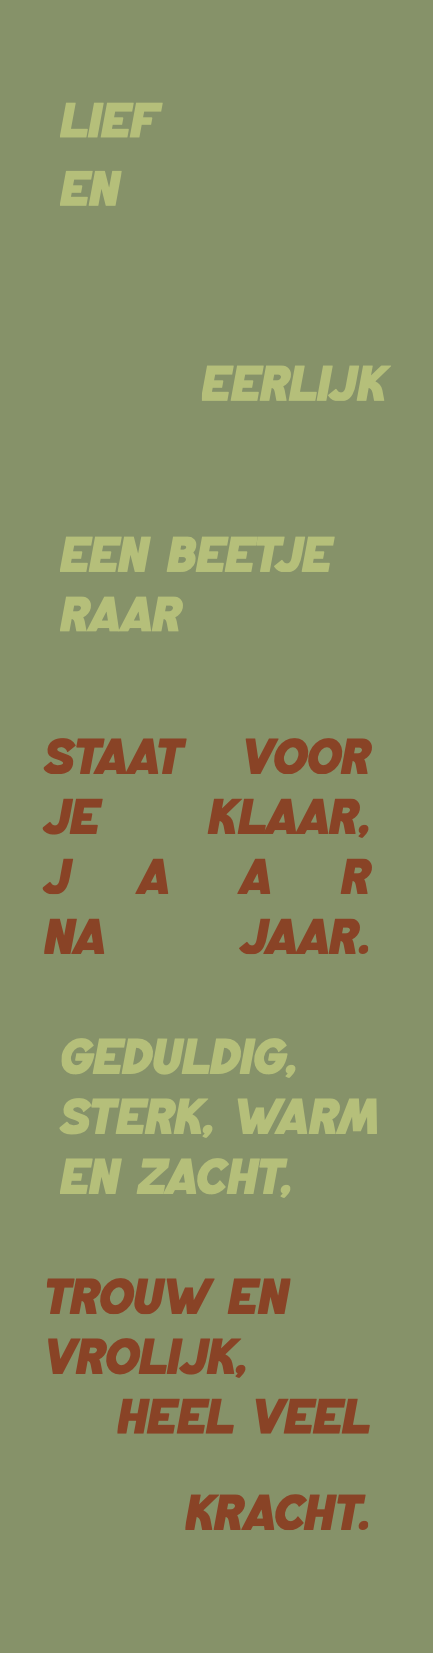 LIEF
EN
EERLIJK
EEN BEETJE
RAAR
STAAT VOOR
JE KLAAR,
J A A R
NA JAAR.
GEDULDIG,
STERK, WARM
EN ZACHT,
TROUW EN
VROLIJK,
HEEL VEEL
KRACHT.